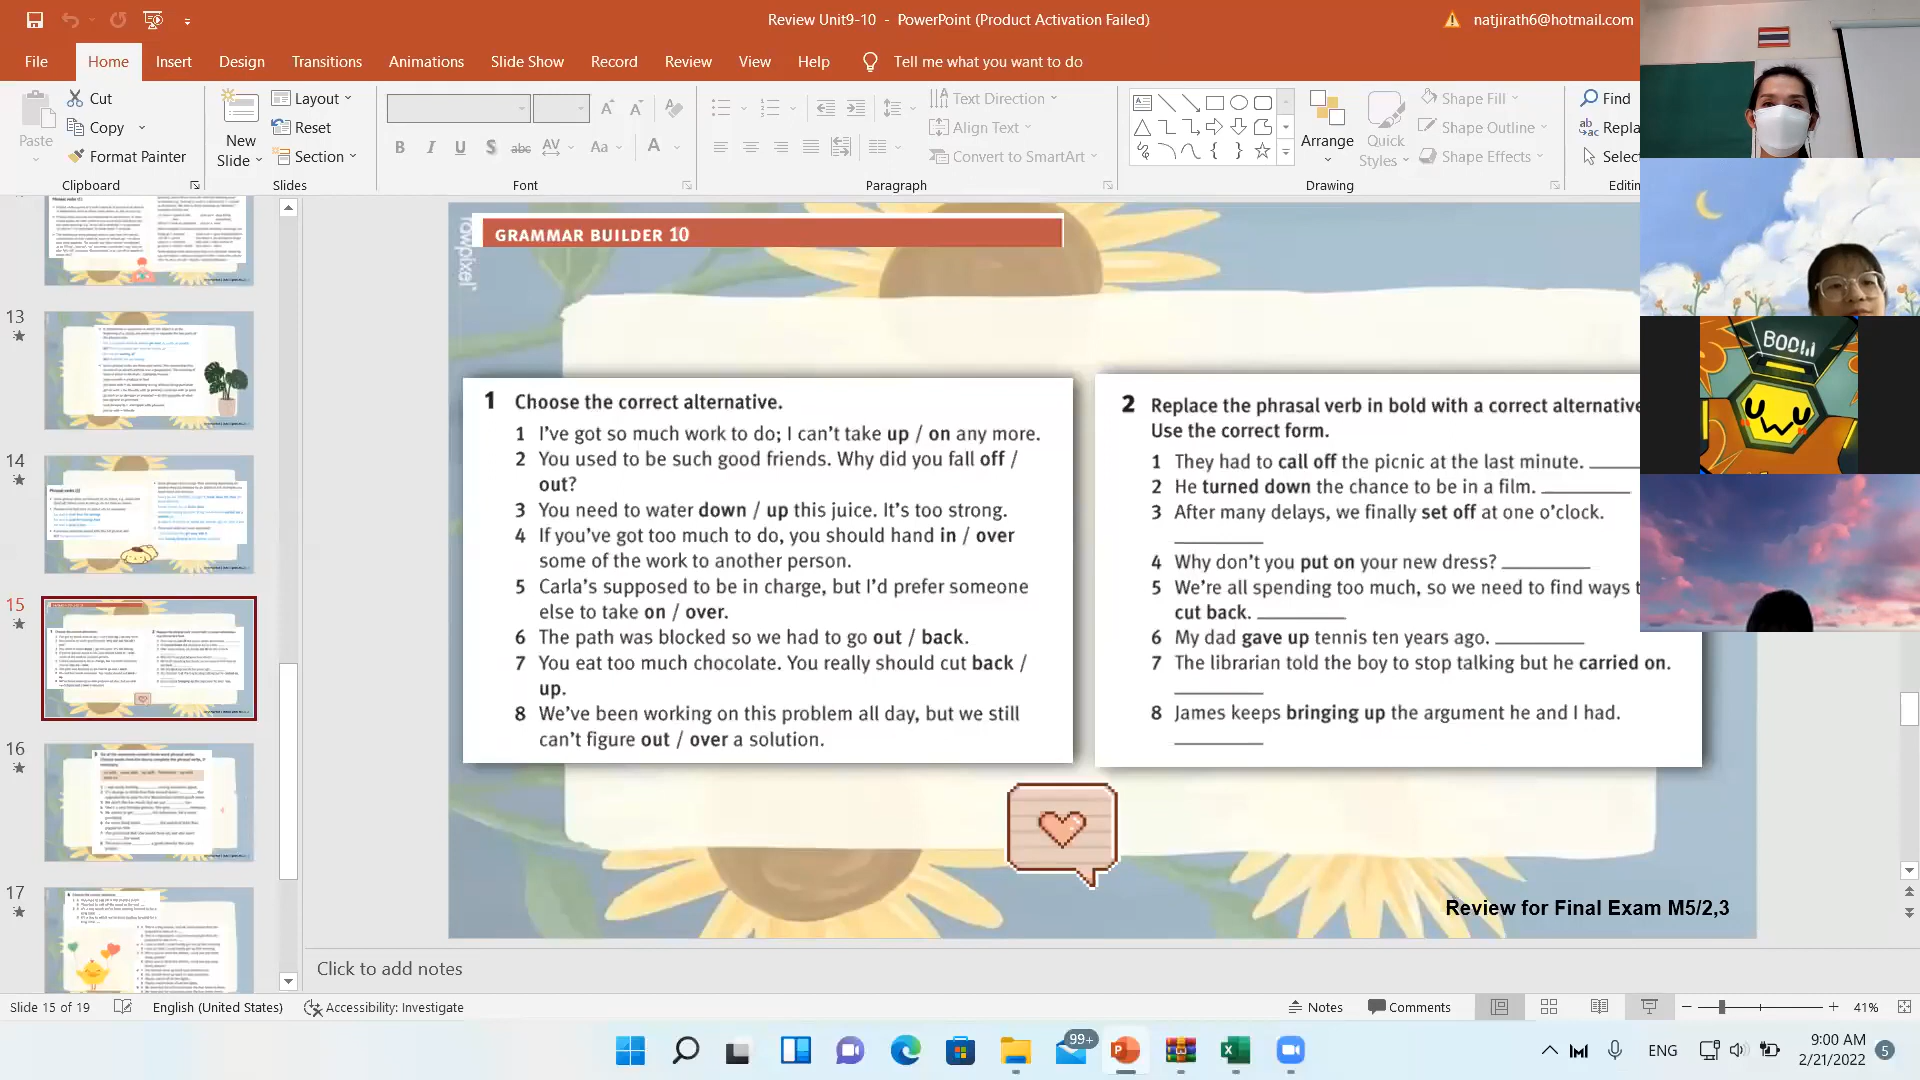 Review Unit9-10 - PowerPoint (Product Activation Failed)
natjirath6@hotmail.com
File Home Insert Design Transitions Animations Slide Show Record Review View Help Tell me what you want to do
Paste
Cut
Copy
Format Painter
Clipboard
New Slide
Layout
Reset
Section
Slides
B I U S abc AV Aa A
Font
Text Direction
Align Text
Convert to SmartArt
Paragraph
Arrange
Quick Styles
Shape Fill
Shape Outline
Shape Effects
Drawing
Find
Repla
Select
Editin
13
14
15
16
17
rawpixel
GRAMMAR BUILDER 10
1 Choose the correct alternative.
1 I've got so much work to do; I can't take up / on any more.
2 You used to be such good friends. Why did you fall off /
out?
3 You need to water down / up this juice. It's too strong.
4 If you've got too much to do, you should hand in / over
some of the work to another person.
5 Carla's supposed to be in charge, but I'd prefer someone
else to take on / over.
6 The path was blocked so we had to go out / back.
7 You eat too much chocolate. You really should cut back /
up.
8 We've been working on this problem all day, but we still
can't figure out / over a solution.
2 Replace the phrasal verb in bold with a correct alternative
Use the correct form.
1 They had to call off the picnic at the last minute. ______
2 He turned down the chance to be in a film. __________
3 After many delays, we finally set off at one o'clock.
__________
4 Why don't you put on your new dress? __________
5 We're all spending too much, so we need to find ways t
cut back. __________
6 My dad gave up tennis ten years ago. __________
7 The librarian told the boy to stop talking but he carried on.
__________
8 James keeps bringing up the argument he and I had.
__________
Review for Final Exam M5/2,3
BOOM
Click to add notes
Slide 15 of 19 English (United States) Accessibility: Investigate Notes Comments 41%
99+
ENG
9:00 AM
2/21/2022
5